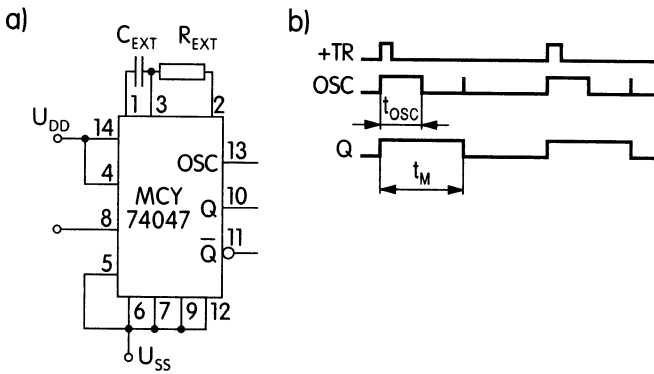 a)
C_EXT R_EXT
1 3 2
U_DD
14
4
8
5
MCY
74047
OSC 13
Q 10
Q̅ 11
6 7 9 12
U_SS
b)
+TR
OSC
t_OSC
Q
t_M